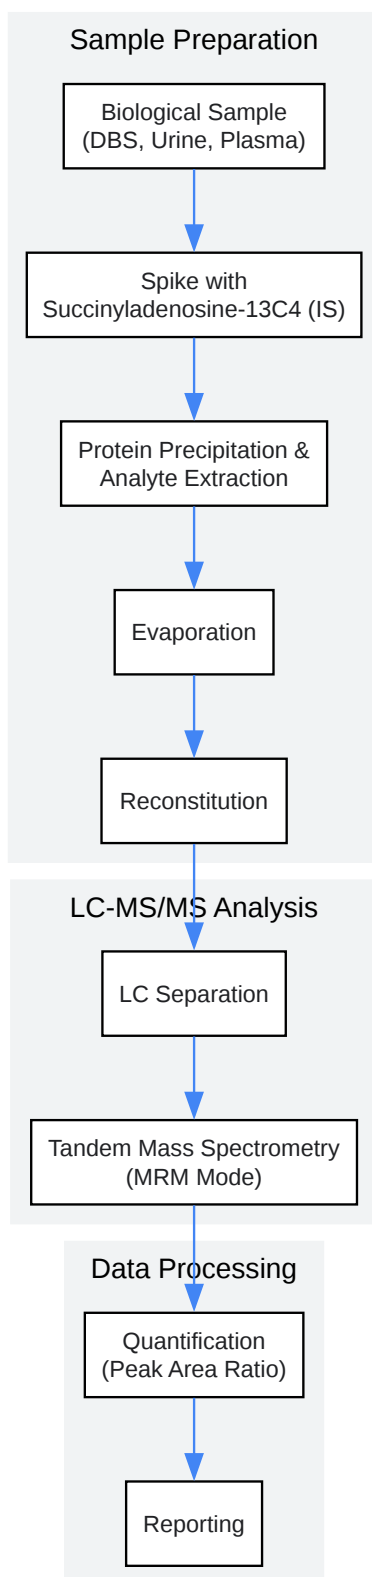 Sample Preparation
Biological Sample
(DBS, Urine, Plasma)
Spike with
Succinyladenosine-13C4 (IS)
Protein Precipitation &
Analyte Extraction
Evaporation
Reconstitution
LC-MS/MS Analysis
LC Separation
Tandem Mass Spectrometry
(MRM Mode)
Data Processing
Quantification
(Peak Area Ratio)
Reporting